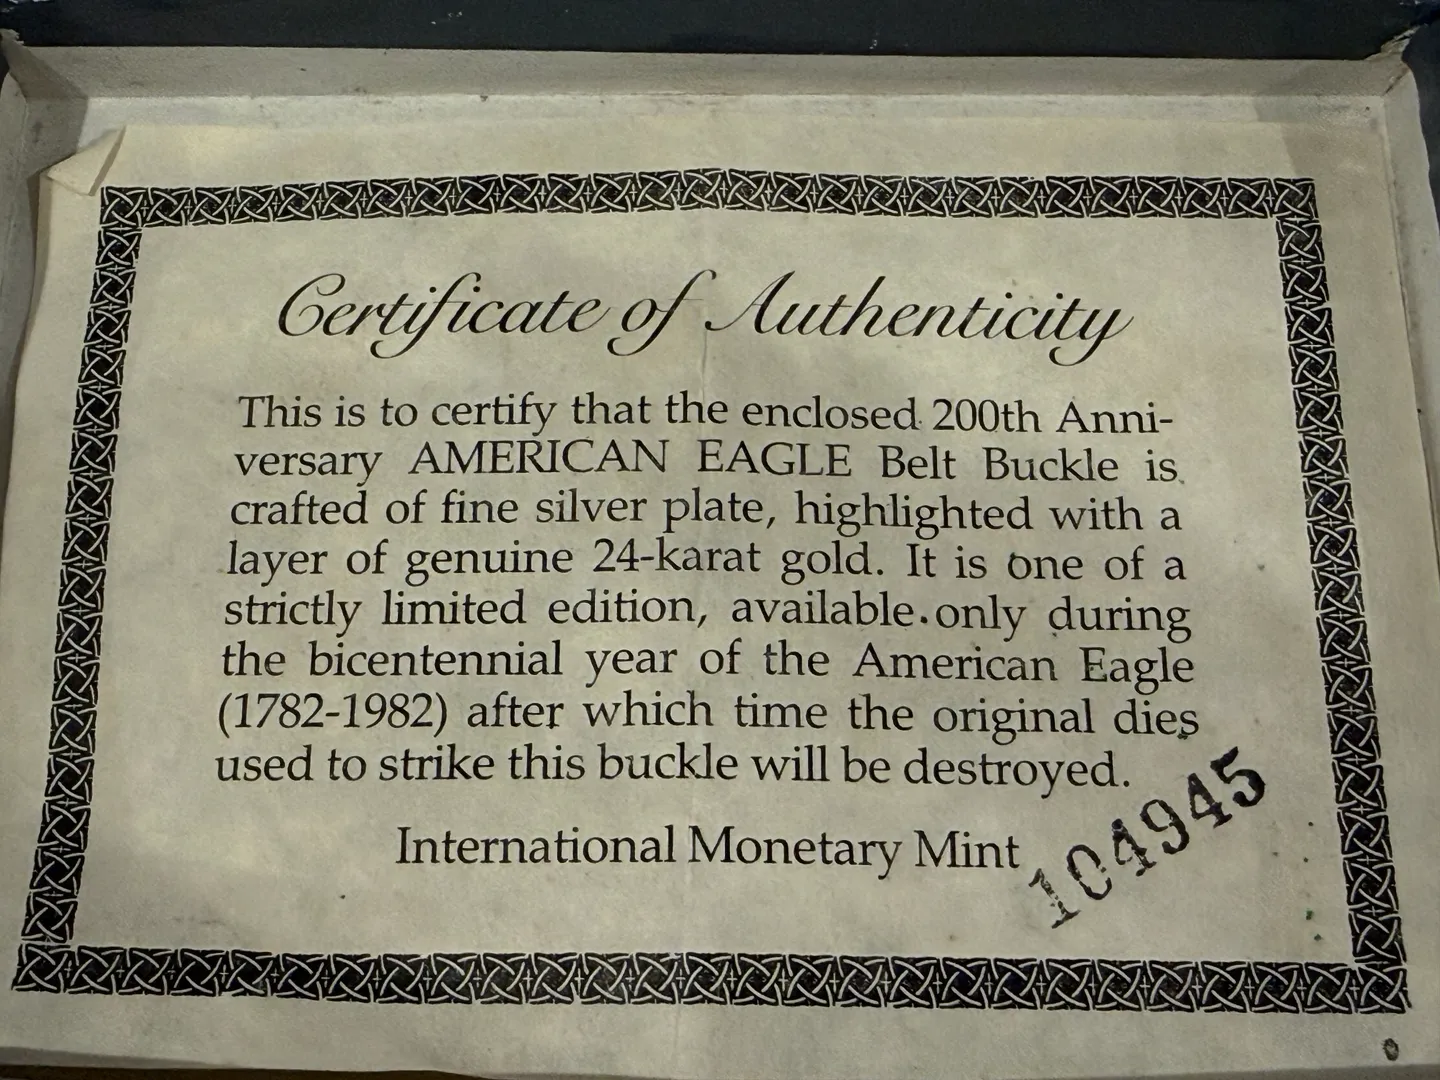 Certificate of Authenticity
This is to certify that the enclosed 200th Anni-
versary AMERICAN EAGLE Belt Buckle is
crafted of fine silver plate, highlighted with a
layer of genuine 24-karat gold. It is one of a
strictly limited edition, available only during
the bicentennial year of the American Eagle
(1782-1982) after which time the original dies
used to strike this buckle will be destroyed.
International Monetary Mint
104945